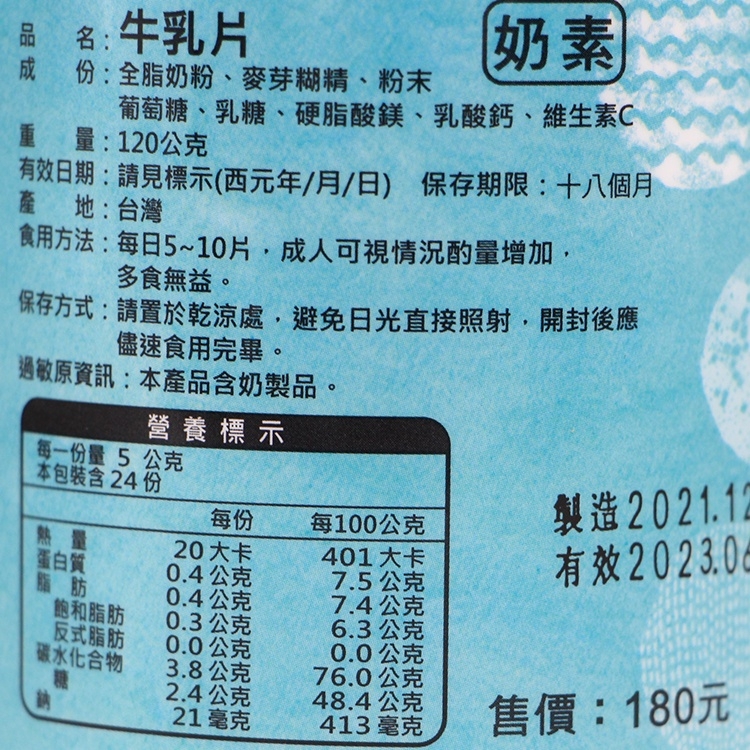 品 名：牛乳片
奶素
成 份：全脂奶粉、麥芽糊精、粉末
葡萄糖、乳糖、硬脂酸鎂、乳酸鈣、維生素C
重 量：120公克
有效日期：請見標示(西元年/月/日) 保存期限：十八個月
產 地：台灣
食用方法：每日5~10片，成人可視情況酌量增加，
多食無益。
保存方式：請置於乾涼處，避免日光直接照射，開封後應
儘速食用完畢。
過敏原資訊：本產品含奶製品。
營養標示
每一份量 5 公克
本包裝含 24 份
每份 每100公克
熱 量 20 大卡 401 大卡
蛋白質 0.4 公克 7.5 公克
脂 肪 0.4 公克 7.4 公克
飽和脂肪 0.3 公克 6.3 公克
反式脂肪 0.0 公克 0.0 公克
碳水化合物 3.8 公克 76.0 公克
糖 2.4 公克 48.4 公克
鈉 21 毫克 413 毫克
製造2021.12
有效2023.06
售價：180元